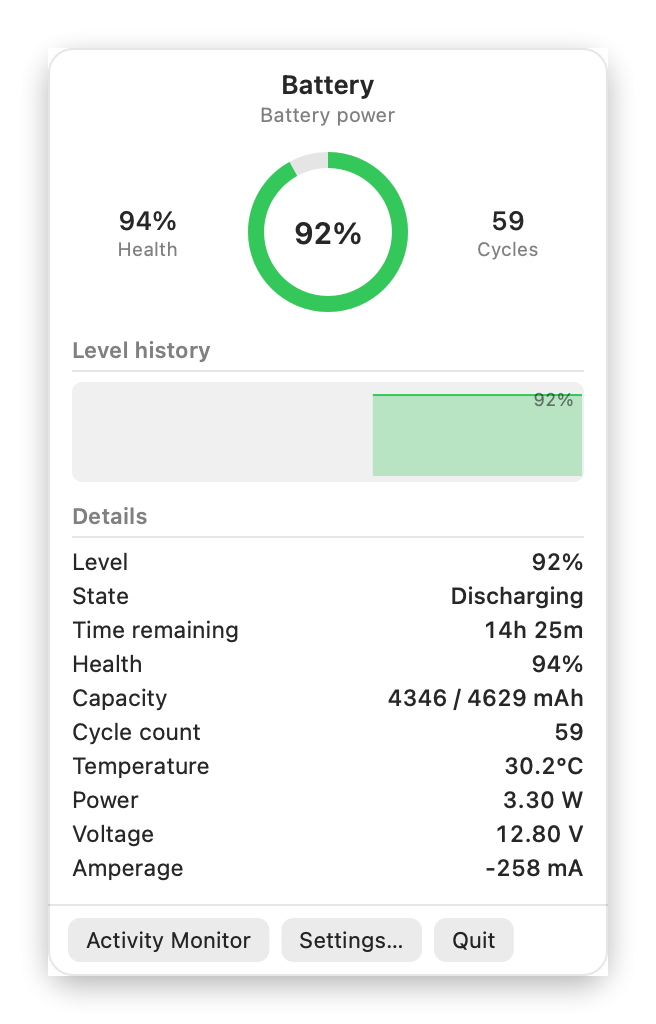 Battery
Battery power
94%
Health
92%
59
Cycles
Level history
92%
Details
Level 92%
State Discharging
Time remaining 14h 25m
Health 94%
Capacity 4346 / 4629 mAh
Cycle count 59
Temperature 30.2°C
Power 3.30 W
Voltage 12.80 V
Amperage -258 mA
Activity Monitor Settings... Quit